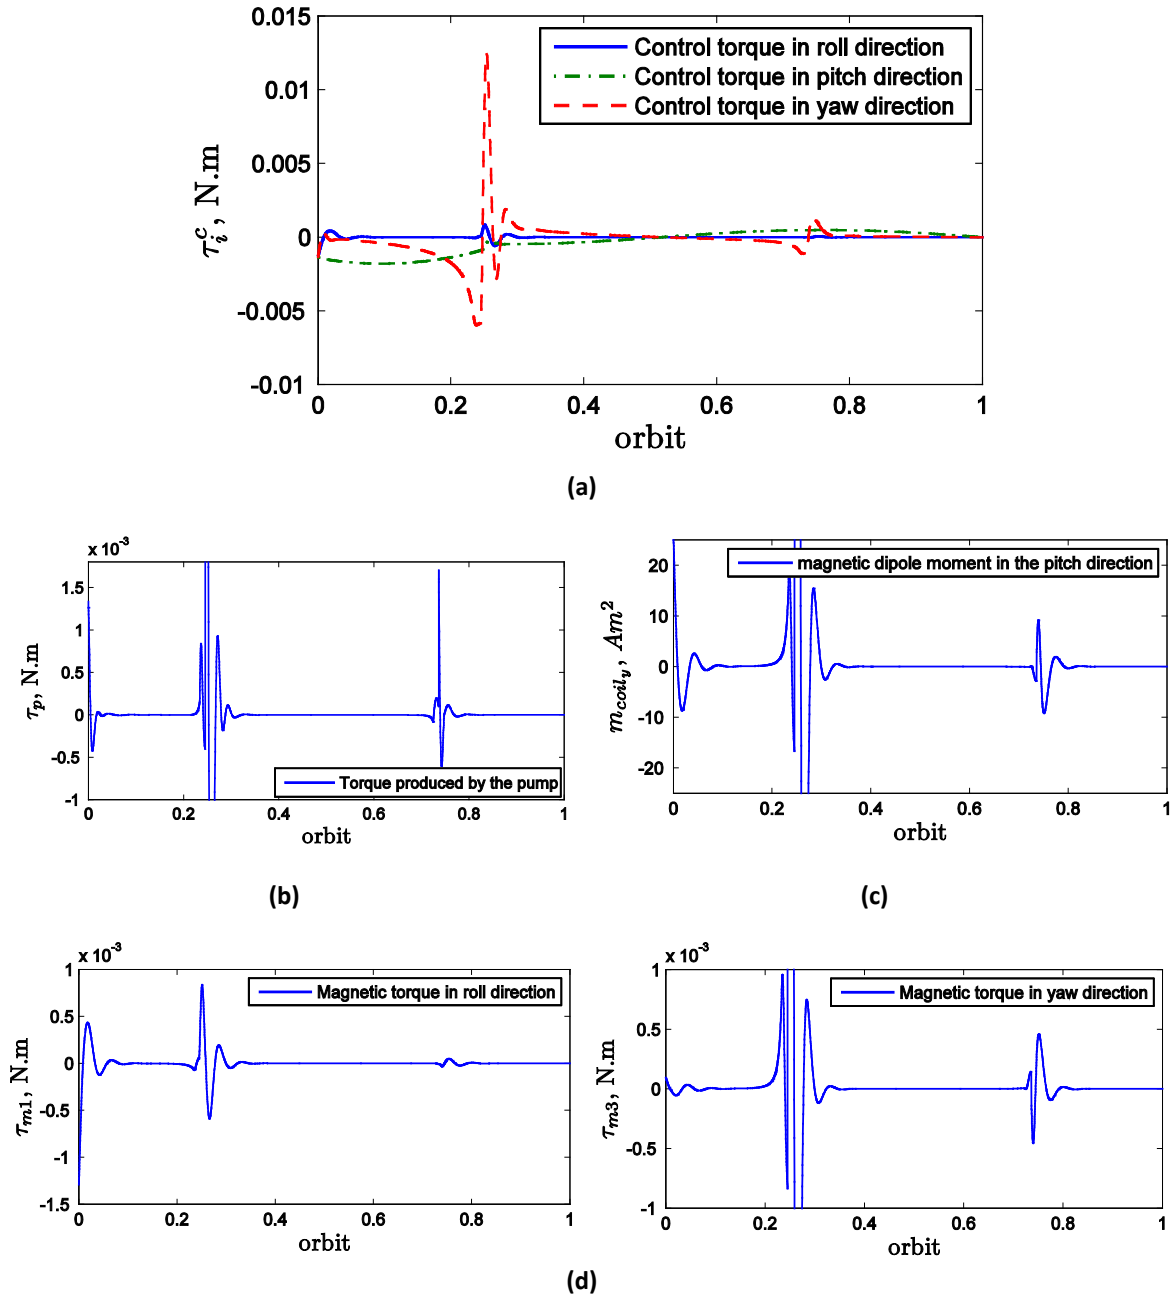 0.015
0.01
0.005
0
-0.005
-0.01
τ_i^c, N.m
Control torque in roll direction
Control torque in pitch direction
Control torque in yaw direction
0 0.2 0.4 0.6 0.8 1
orbit
(a)
x 10^-3
1.5
1
0.5
0
-0.5
-1
τ_p, N.m
Torque produced by the pump
0 0.2 0.4 0.6 0.8 1
orbit
(b)
20
10
0
-10
-20
m_{coil_y}, Am^2
magnetic dipole moment in the pitch direction
0 0.2 0.4 0.6 0.8 1
orbit
(c)
x 10^-3
1
0.5
0
-0.5
-1
-1.5
τ_{m1}, N.m
Magnetic torque in roll direction
0 0.2 0.4 0.6 0.8 1
orbit
x 10^-3
1
0.5
0
-0.5
-1
τ_{m3}, N.m
Magnetic torque in yaw direction
0 0.2 0.4 0.6 0.8 1
orbit
(d)